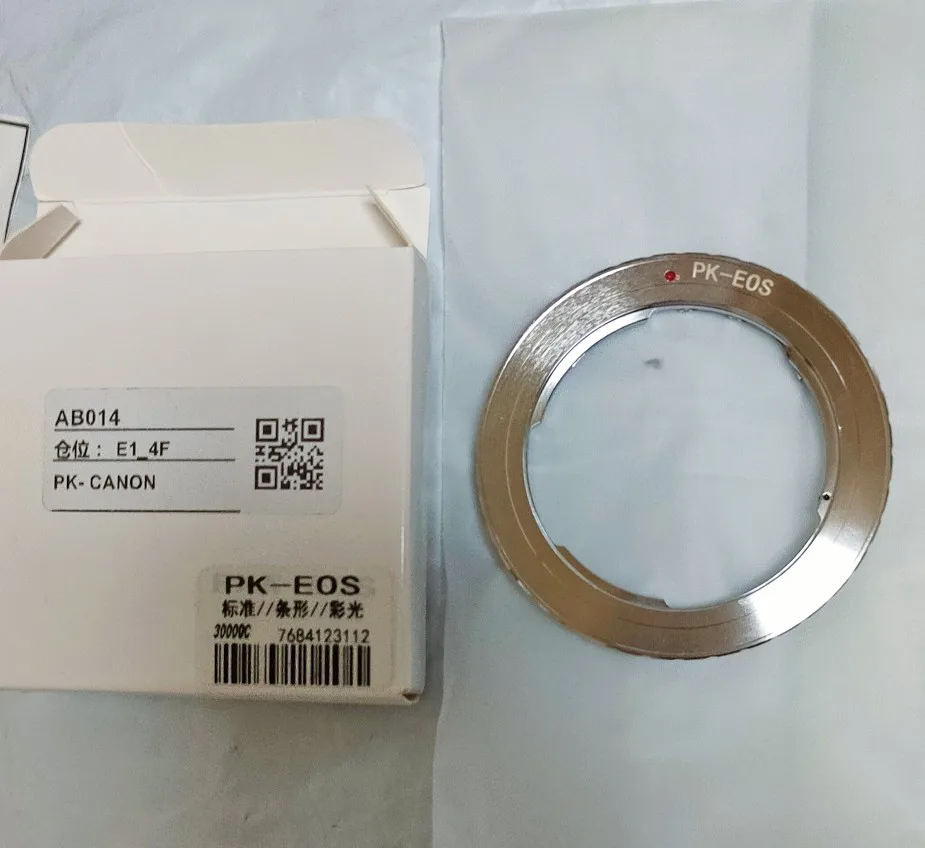 AB014
仓位： E1_4F
PK- CANON
PK-EOS
标准//条形//彩光
30000C 7684123112
PK-EOS